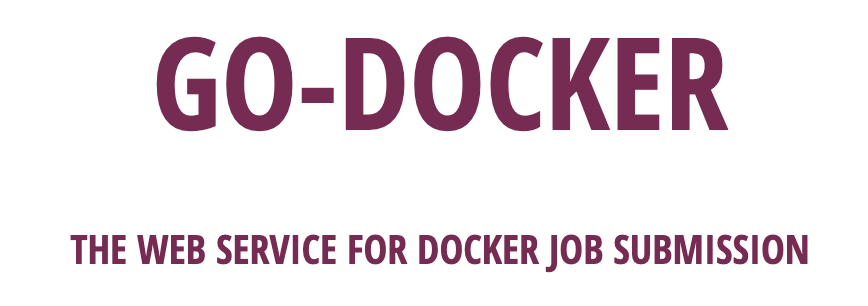 GO-DOCKER
THE WEB SERVICE FOR DOCKER JOB SUBMISSION